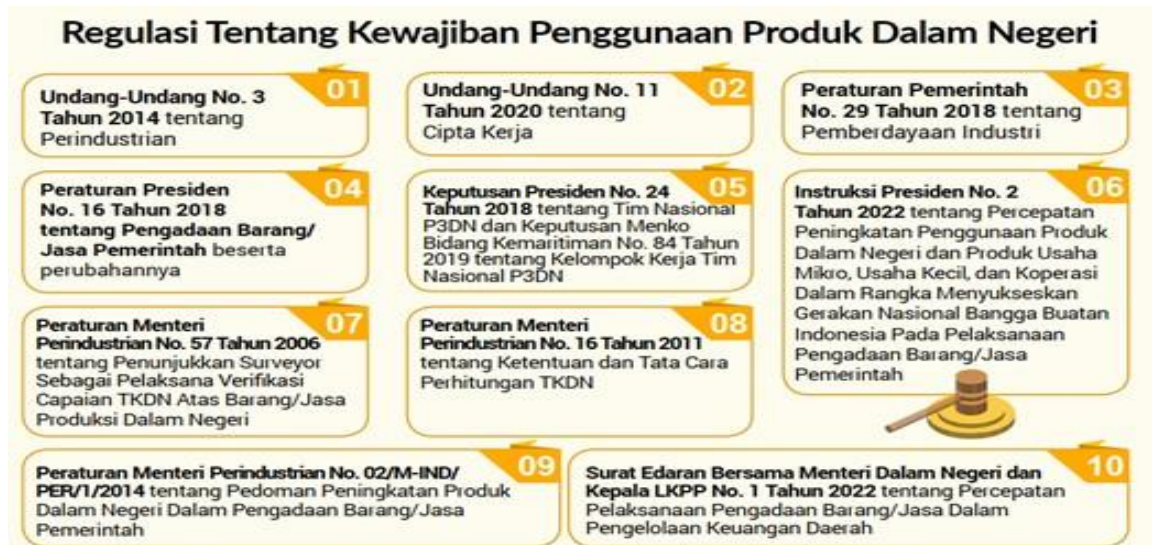 Regulasi Tentang Kewajiban Penggunaan Produk Dalam Negeri
01
Undang-Undang No. 3
Tahun 2014 tentang
Perindustrian
02
Undang-Undang No. 11
Tahun 2020 tentang
Cipta Kerja
03
Peraturan Pemerintah
No. 29 Tahun 2018 tentang
Pemberdayaan Industri
04
Peraturan Presiden
No. 16 Tahun 2018
tentang Pengadaan Barang/
Jasa Pemerintah beserta
perubahannya
05
Keputusan Presiden No. 24
Tahun 2018 tentang Tim Nasional
P3DN dan Keputusan Menko
Bidang Kemaritiman No. 84 Tahun
2019 tentang Kelompok Kerja Tim
Nasional P3DN
06
Instruksi Presiden No. 2
Tahun 2022 tentang Percepatan
Peningkatan Penggunaan Produk
Dalam Negeri dan Produk Usaha
Mikro, Usaha Kecil, dan Koperasi
Dalam Rangka Menyukseskan
Gerakan Nasional Bangga Buatan
Indonesia Pada Pelaksanaan
Pengadaan Barang/Jasa
Pemerintah
07
Peraturan Menteri
Perindustrian No. 57 Tahun 2006
tentang Penunjukkan Surveyor
Sebagai Pelaksana Verifikasi
Capaian TKDN Atas Barang/Jasa
Produksi Dalam Negeri
08
Peraturan Menteri
Perindustrian No. 16 Tahun 2011
tentang Ketentuan dan Tata Cara
Perhitungan TKDN
09
Peraturan Menteri Perindustrian No. 02/M-IND/
PER/1/2014 tentang Pedoman Peningkatan Produk
Dalam Negeri Dalam Pengadaan Barang/Jasa
Pemerintah
10
Surat Edaran Bersama Menteri Dalam Negeri dan
Kepala LKPP No. 1 Tahun 2022 tentang Percepatan
Pelaksanaan Pengadaan Barang/Jasa Dalam
Pengelolaan Keuangan Daerah